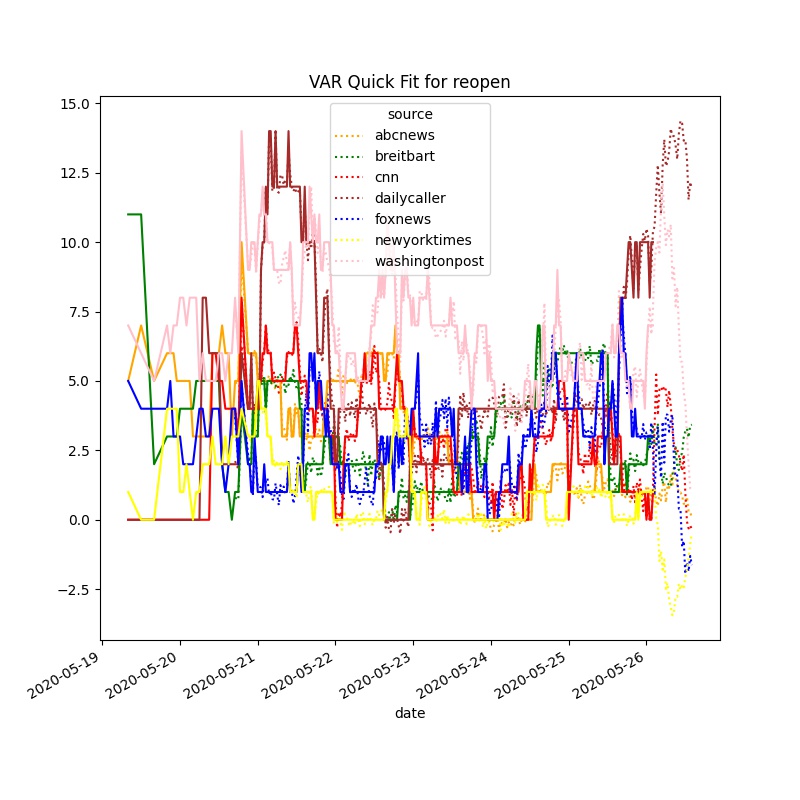 VAR Quick Fit for reopen
15.0
12.5
10.0
7.5
5.0
2.5
0.0
−2.5
source
abcnews
breitbart
cnn
dailycaller
foxnews
newyorktimes
washingtonpost
2020-05-19
2020-05-20
2020-05-21
2020-05-22
2020-05-23
2020-05-24
2020-05-25
2020-05-26
date